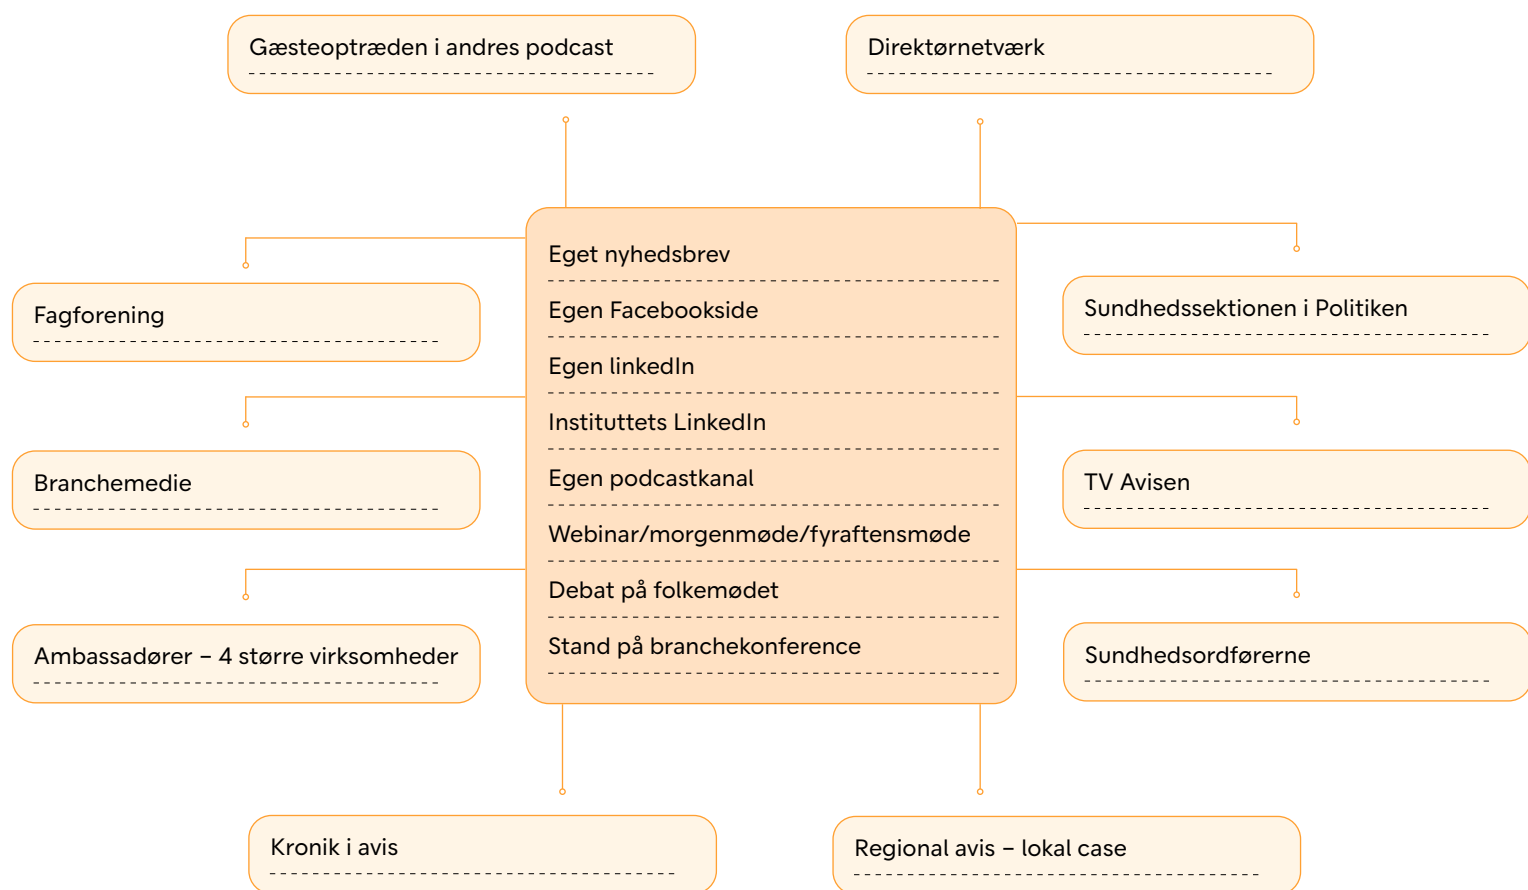 Gæsteoptræden i andres podcast
Direktørnetværk
Eget nyhedsbrev
Egen Facebookside
Egen linkedIn
Instituttets LinkedIn
Egen podcastkanal
Webinar/morgenmøde/fyraftensmøde
Debat på folkemødet
Stand på branchekonference
Fagforening
Branchemedie
Ambassadører – 4 større virksomheder
Sundhedssektionen i Politiken
TV Avisen
Sundhedsordførerne
Kronik i avis
Regional avis – lokal case